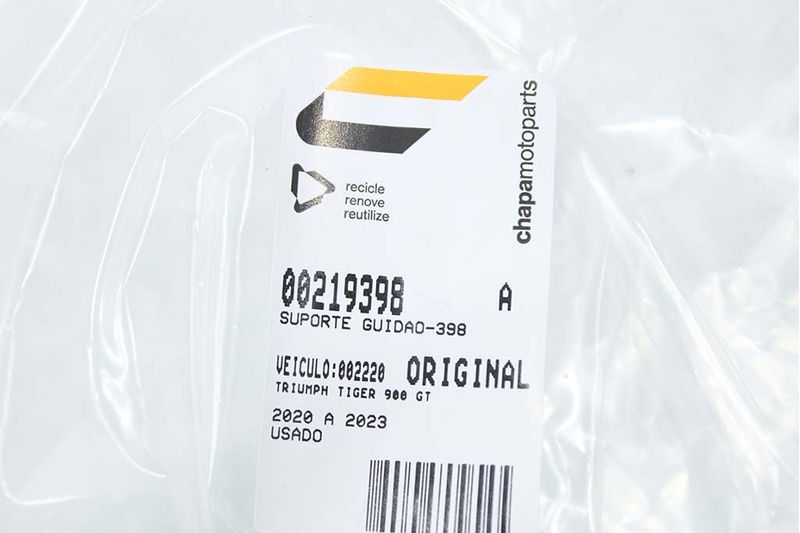 chapamotoparts
recicle
renove
reutilize
00219398 A
SUPORTE GUIDAO-398
VEICULO:002220 ORIGINAL
TRIUMPH TIGER 900 GT
2020 A 2023
USADO